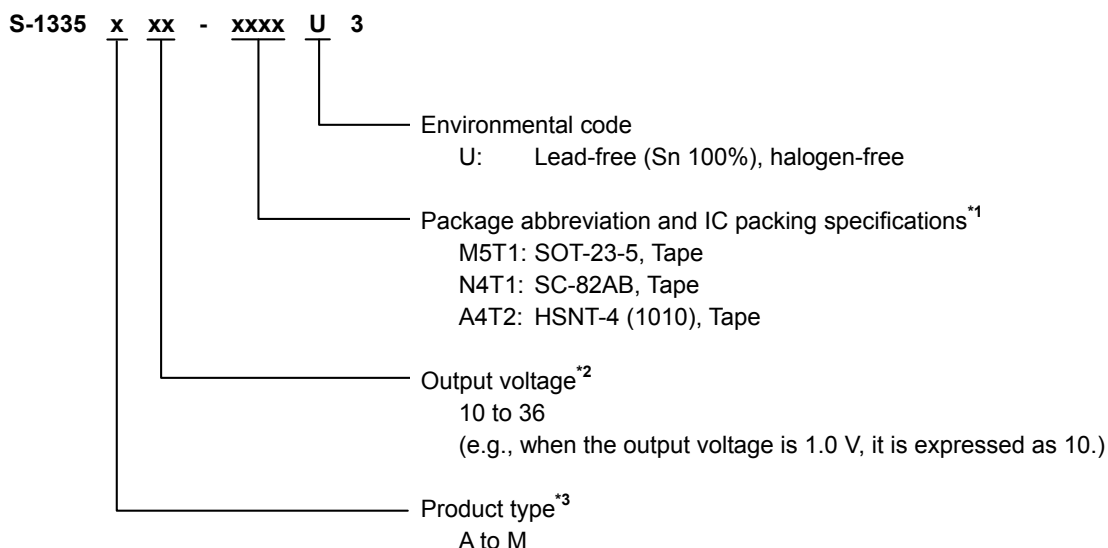 S-1335 x xx - xxxx U 3
Environmental code
U: Lead-free (Sn 100%), halogen-free
Package abbreviation and IC packing specifications*1
M5T1: SOT-23-5, Tape
N4T1: SC-82AB, Tape
A4T2: HSNT-4 (1010), Tape
Output voltage*2
10 to 36
(e.g., when the output voltage is 1.0 V, it is expressed as 10.)
Product type*3
A to M